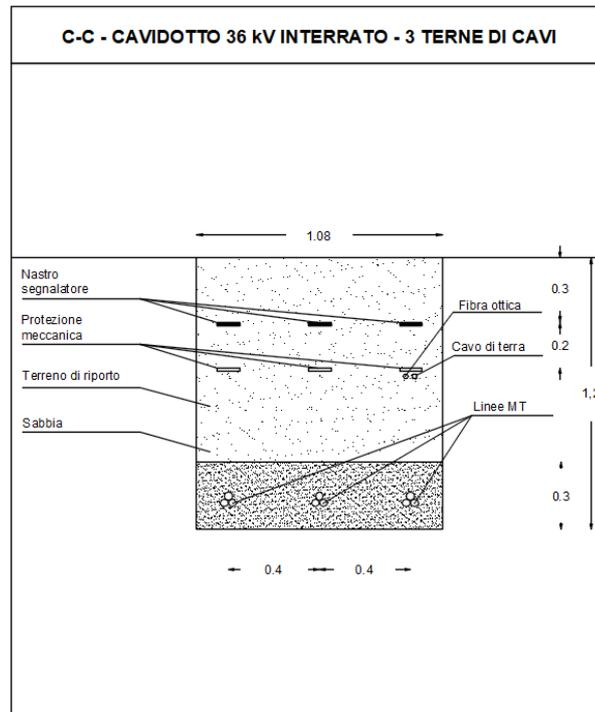 C-C - CAVIDOTTO 36 kV INTERRATO - 3 TERNE DI CAVI
1.08
Nastro
segnalatore
0.3
Fibra ottica
Protezione
meccanica
0.2
Cavo di terra
Terreno di riporto
Linee MT
Sabbia
0.3
0.4
0.4